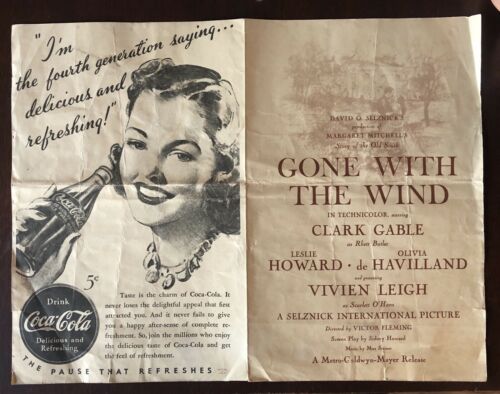 "I'm
the fourth generation saying...
delicious and
refreshing!"
Coca-Cola
5¢
Drink
Coca-Cola
Delicious and
Refreshing
Taste is the charm of Coca-Cola. It
never loses the delightful appeal that first
attracted you. And it never fails to give
you a happy after-sense of complete re-
freshment. So, join the millions who enjoy
the delicious taste of Coca-Cola and get
the feel of refreshment.
THE PAUSE THAT REFRESHES
DAVID O. SELZNICK'S
production of
MARGARET MITCHELL'S
Story of the Old South
GONE WITH
THE WIND
IN TECHNICOLOR, starring
CLARK GABLE
as Rhett Butler
LESLIE OLIVIA
HOWARD · de HAVILLAND
and presenting
VIVIEN LEIGH
as Scarlett O'Hara
A SELZNICK INTERNATIONAL PICTURE
Directed by VICTOR FLEMING
Screen Play by Sidney Howard
Music by Max Steiner
A Metro-Goldwyn-Mayer Release